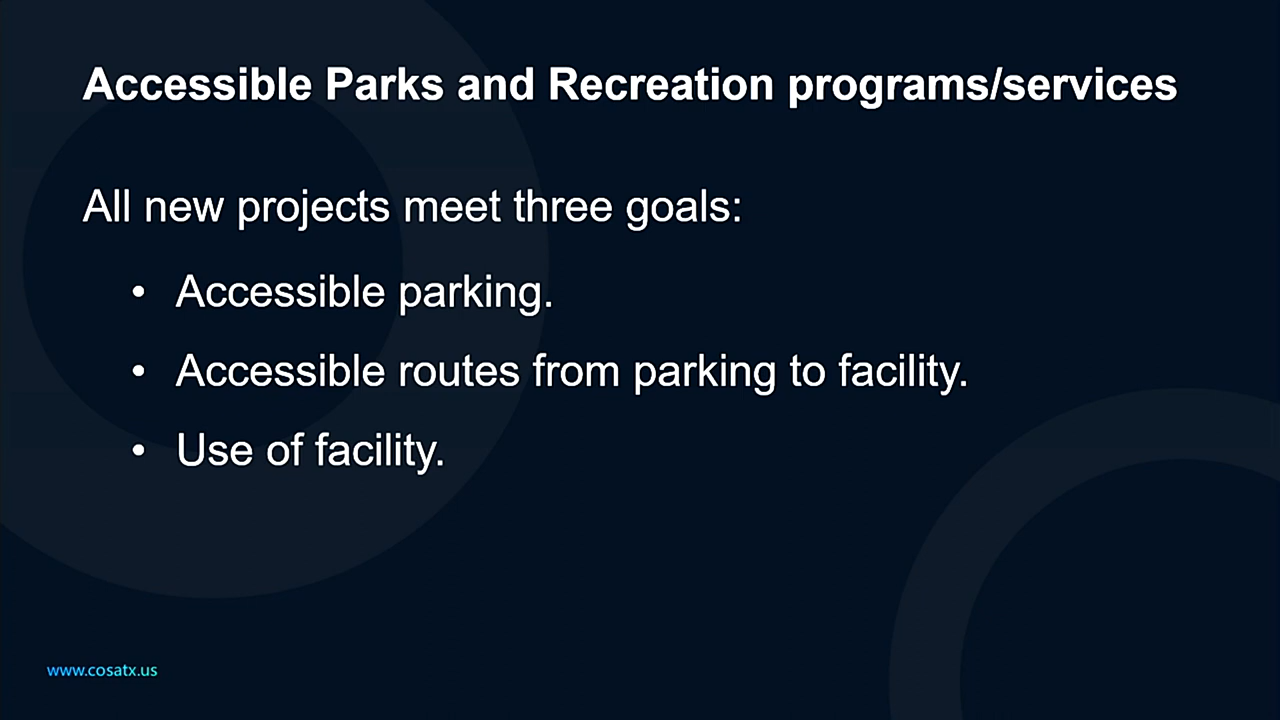 Accessible Parks and Recreation programs/services
All new projects meet three goals:
• Accessible parking.
• Accessible routes from parking to facility.
• Use of facility.
www.cosatx.us